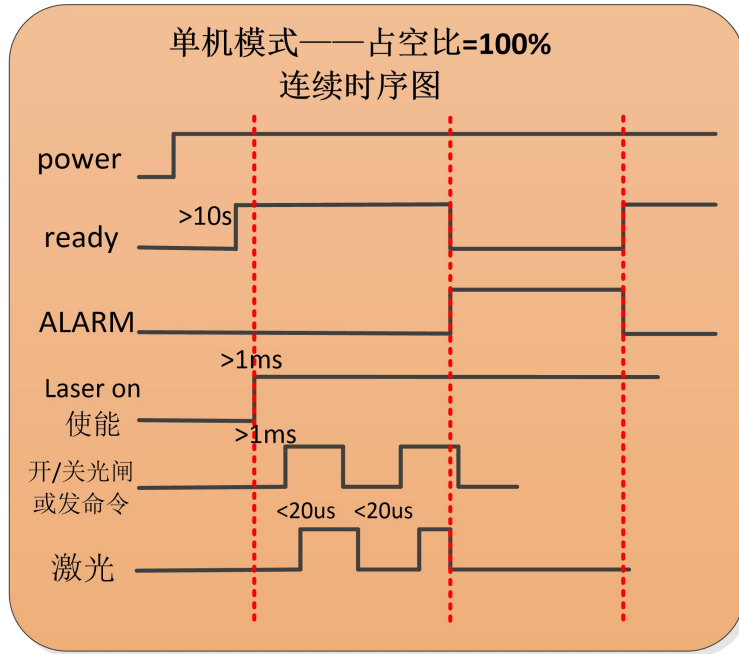 单机模式——占空比=100%
连续时序图
power
>10s
ready
ALARM
>1ms
Laser on
使能
>1ms
开/关光闸
或发命令
<20us <20us
激光